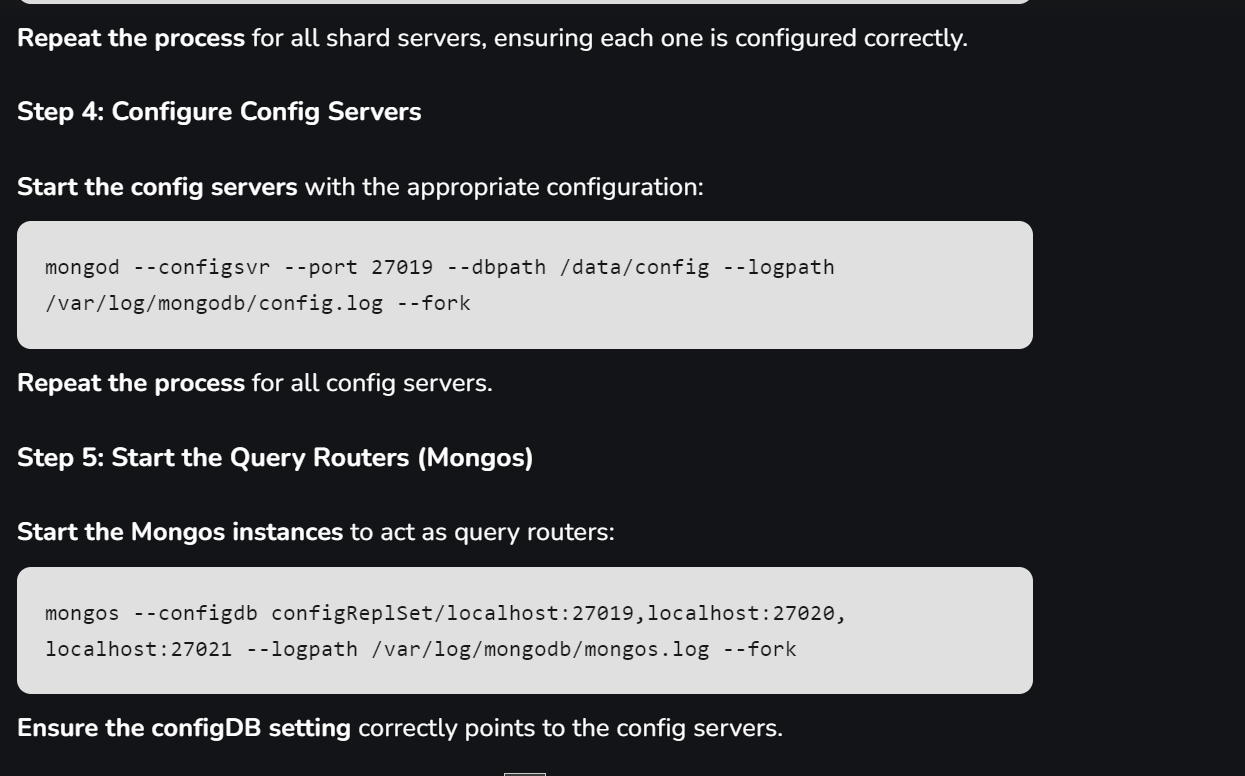 Repeat the process for all shard servers, ensuring each one is configured correctly.
Step 4: Configure Config Servers
Start the config servers with the appropriate configuration:
mongod --configsvr --port 27019 --dbpath /data/config --logpath
/var/log/mongodb/config.log --fork
Repeat the process for all config servers.
Step 5: Start the Query Routers (Mongos)
Start the Mongos instances to act as query routers:
mongos --configdb configReplSet/localhost:27019,localhost:27020,
localhost:27021 --logpath /var/log/mongodb/mongos.log --fork
Ensure the configDB setting correctly points to the config servers.